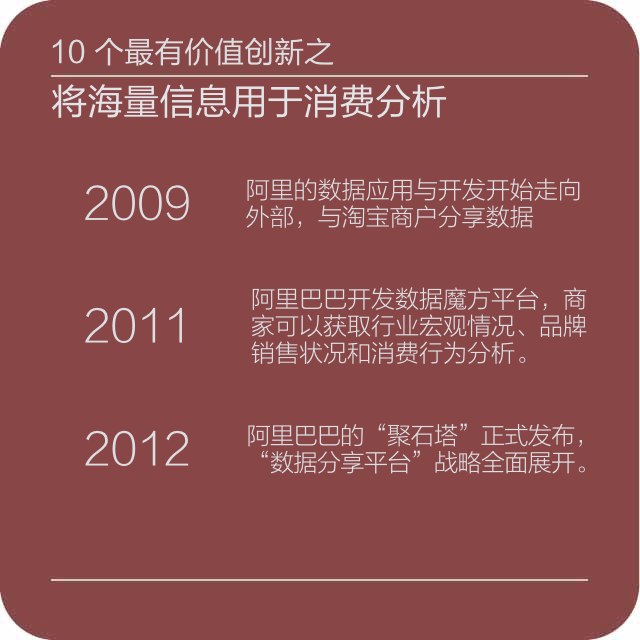 10 个最有价值创新之
将海量信息用于消费分析
2009
阿里的数据应用与开发开始走向
外部，与淘宝商户分享数据
2011
阿里巴巴开发数据魔方平台，商
家可以获取行业宏观情况、品牌
销售状况和消费行为分析。
2012
阿里巴巴的“聚石塔”正式发布，
“数据分享平台”战略全面展开。